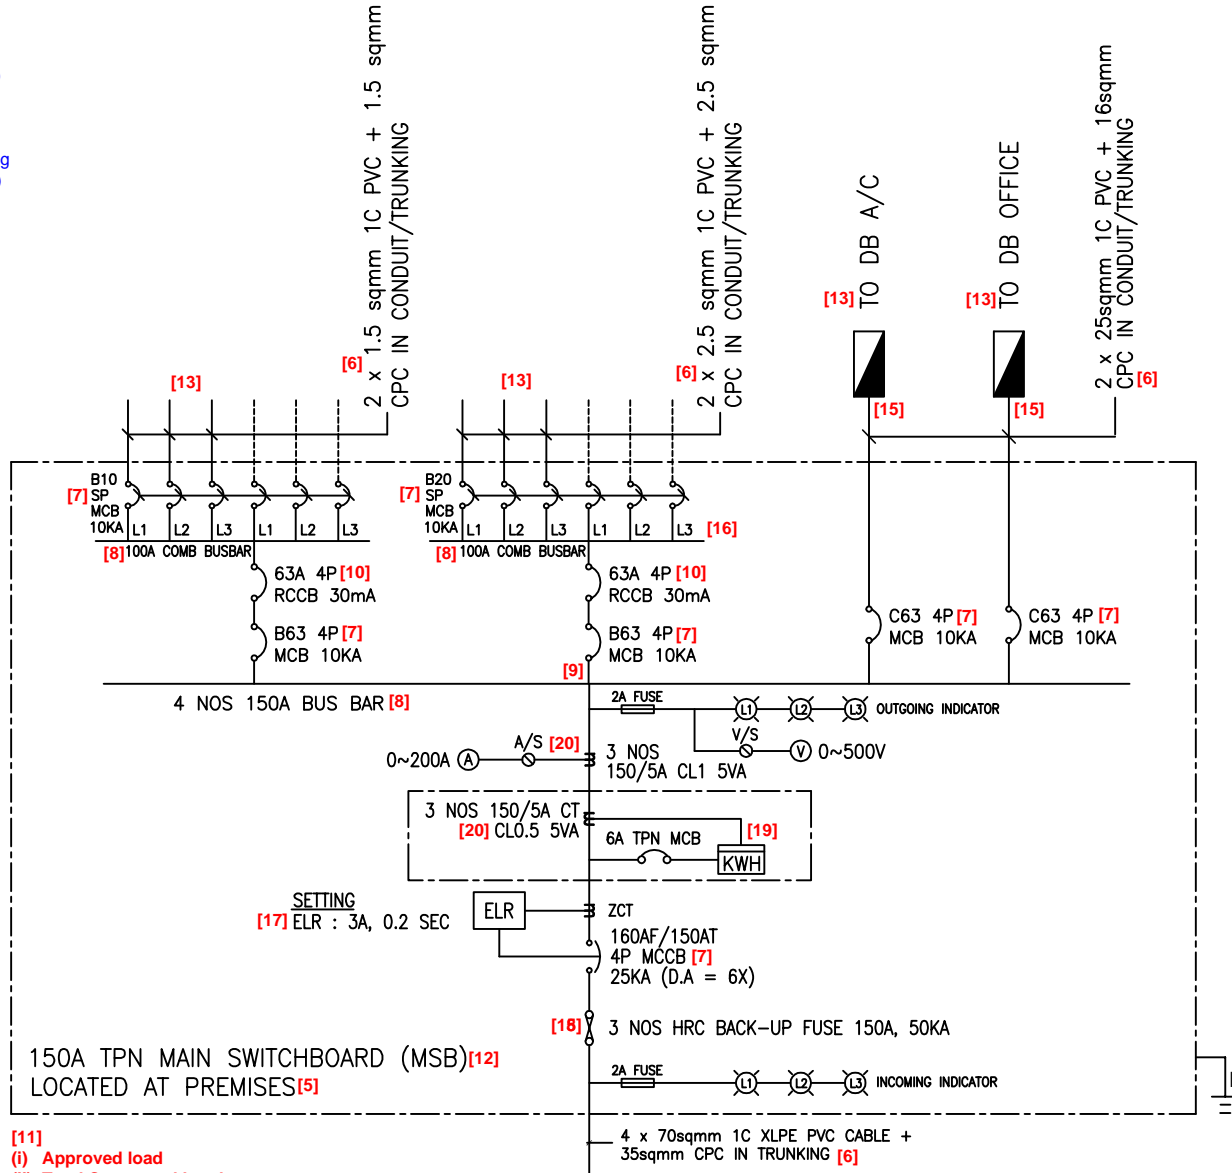 g
)
2 x 1.5 sqmm 1C PVC + 1.5 sqmm
CPC IN CONDUIT/TRUNKING
[6]
2 x 2.5 sqmm 1C PVC + 2.5 sqmm
CPC IN CONDUIT/TRUNKING
[6]
TO DB A/C
[13]
TO DB OFFICE
[13]
2 x 25sqmm 1C PVC + 16sqmm
CPC IN CONDUIT/TRUNKING
[6]
[13]
[13]
[15]
[15]
B10
[7] SP
MCB
10KA
L1 L2 L3 L1 L2 L3
[8] 100A COMB BUSBAR
B20
[7] SP
MCB
10KA
L1 L2 L3 L1 L2 L3 [16]
[8] 100A COMB BUSBAR
63A 4P [10]
RCCB 30mA
B63 4P [7]
MCB 10KA
63A 4P [10]
RCCB 30mA
B63 4P [7]
MCB 10KA
C63 4P [7]
MCB 10KA
C63 4P [7]
MCB 10KA
[9]
4 NOS 150A BUS BAR [8]
2A FUSE
L1 L2 L3 OUTGOING INDICATOR
V/S
V 0~500V
A/S [20]
0~200A A
3 NOS
150/5A CL1 5VA
3 NOS 150/5A CT
[20] CL0.5 5VA
6A TPN MCB
[19]
KWH
SETTING
[17] ELR : 3A, 0.2 SEC
ELR
ZCT
160AF/150AT
4P MCCB [7]
25KA (D.A = 6X)
[18] 3 NOS HRC BACK-UP FUSE 150A, 50KA
150A TPN MAIN SWITCHBOARD (MSB) [12]
LOCATED AT PREMISES [5]
2A FUSE
L1 L2 L3 INCOMING INDICATOR
4 x 70sqmm 1C XLPE PVC CABLE +
35sqmm CPC IN TRUNKING [6]
[11]
(i) Approved load